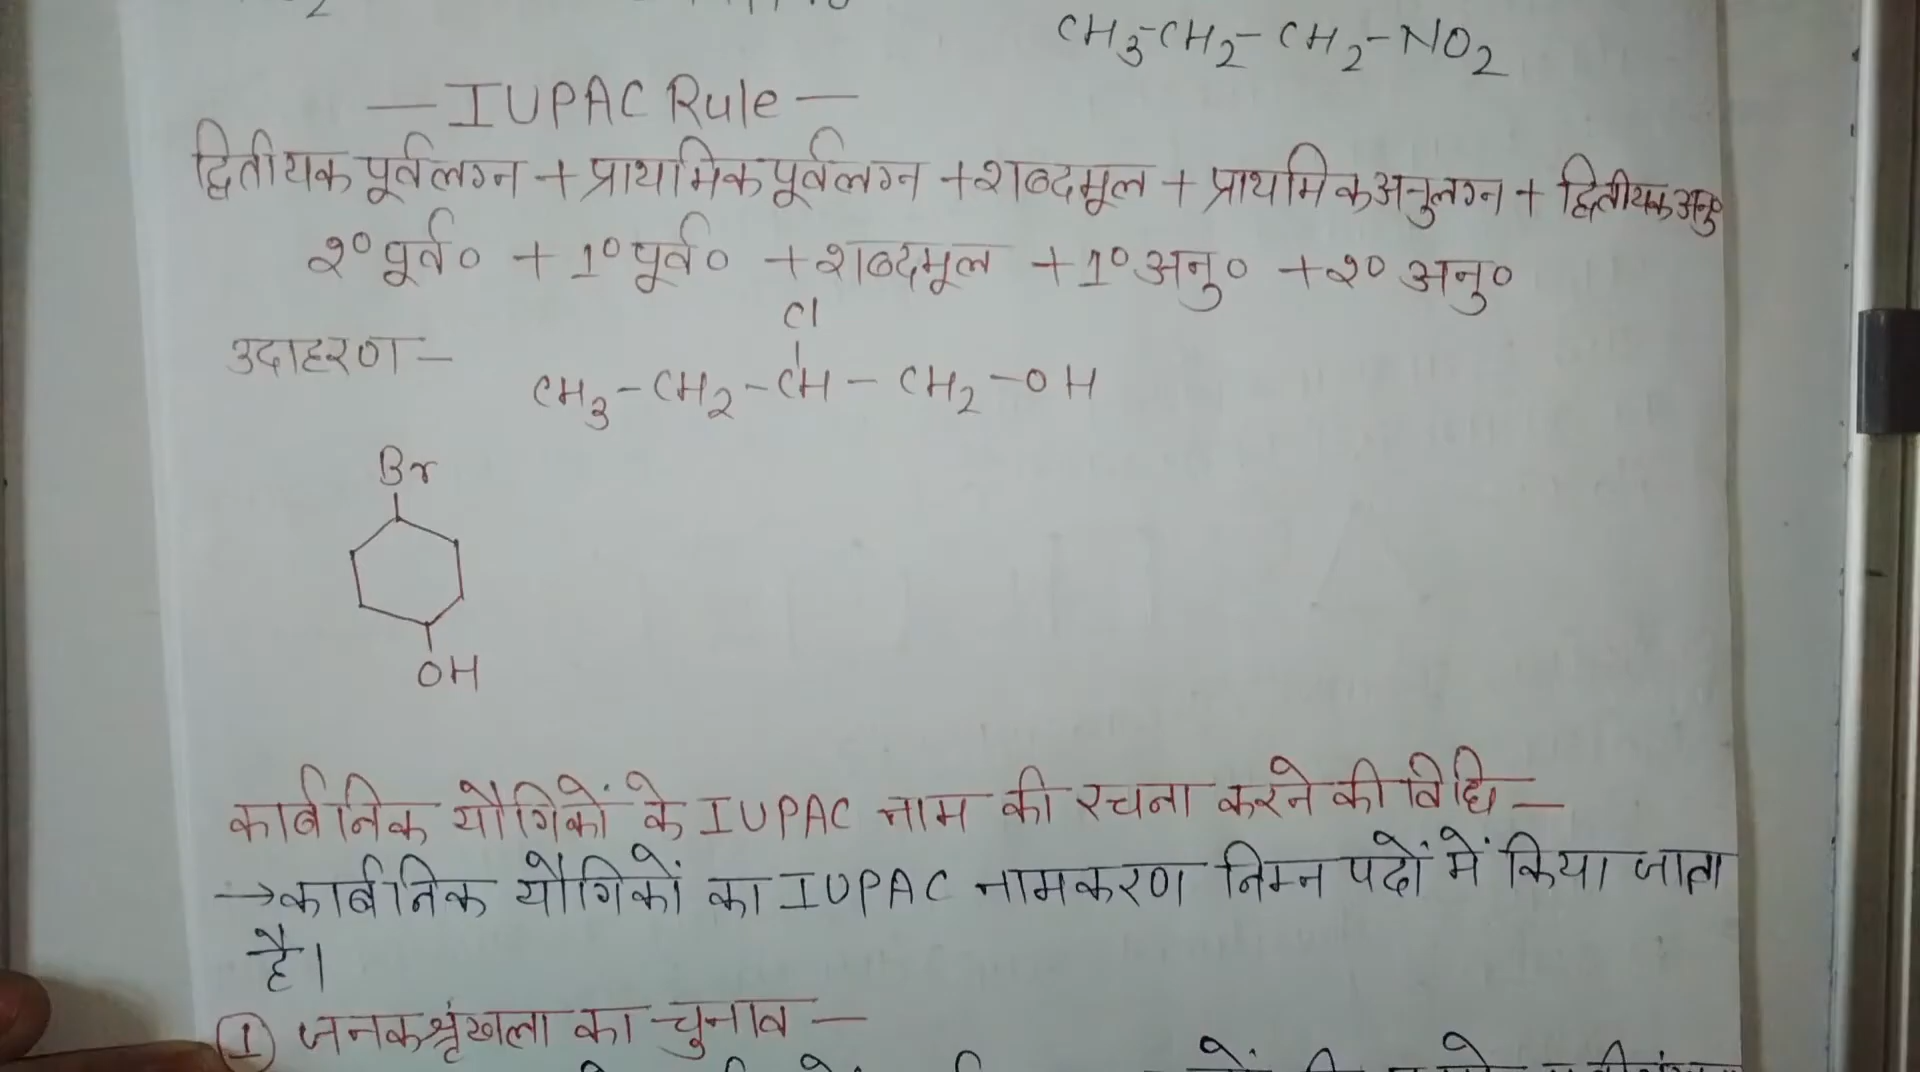 CH3-CH2-CH2-NO2
— IUPAC Rule —
द्वितीयक पूर्वलग्न + प्राथमिक पूर्वलग्न + शब्दमूल + प्राथमिक अनुलग्न + द्वितीयक अनु
2° पूर्व० + 1° पूर्व० + शब्दमूल + 1° अनु० + 2° अनु०
Cl
उदाहरण — CH3-CH2-CH-CH2-OH
Br
OH
कार्बनिक यौगिकों के IUPAC नाम की रचना करने की विधि —
→ कार्बनिक यौगिकों का IUPAC नामकरण निम्न पदों में किया जाता
है।
① जनक श्रृंखला का चुनाव —